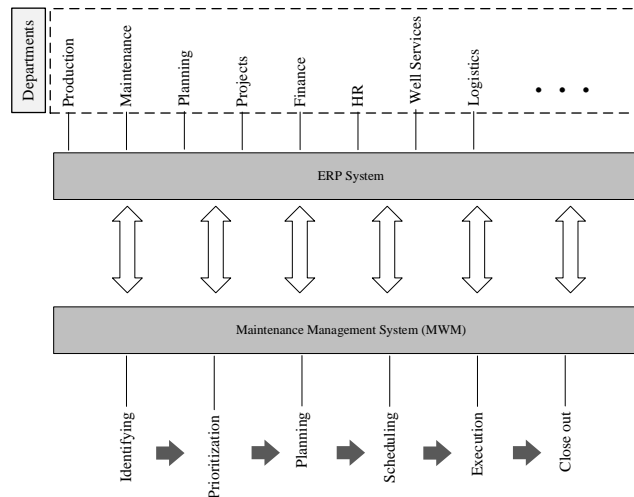 Departments
Production
Maintenance
Planning
Projects
Finance
HR
Well Services
Logistics
• • •
ERP System
Maintenance Management System (MWM)
Identifying
Prioritization
Planning
Scheduling
Execution
Close out